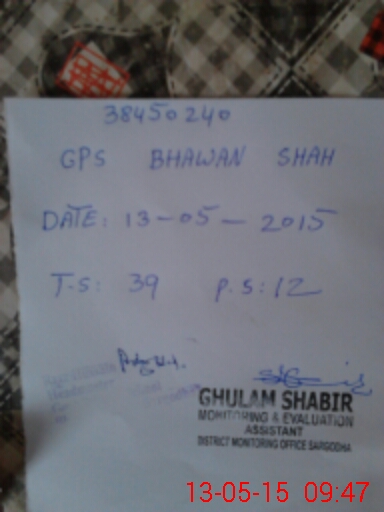 38450240
GPS BHAWAN SHAH
DATE: 13-05-2015
T-S: 39 P.S: 12
GHULAM SHABIR
MONITORING & EVALUATION
ASSISTANT
DISTRICT MONITORING OFFICE SARGODHA
13-05-15 09:47